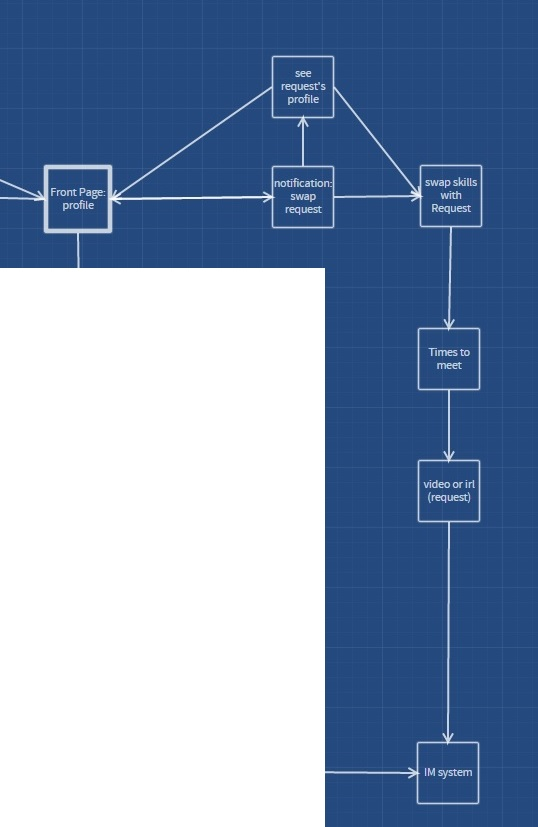 see
request's
profile
Front Page:
profile
notification:
swap
request
swap skills
with
Request
Times to
meet
video or irl
(request)
IM system